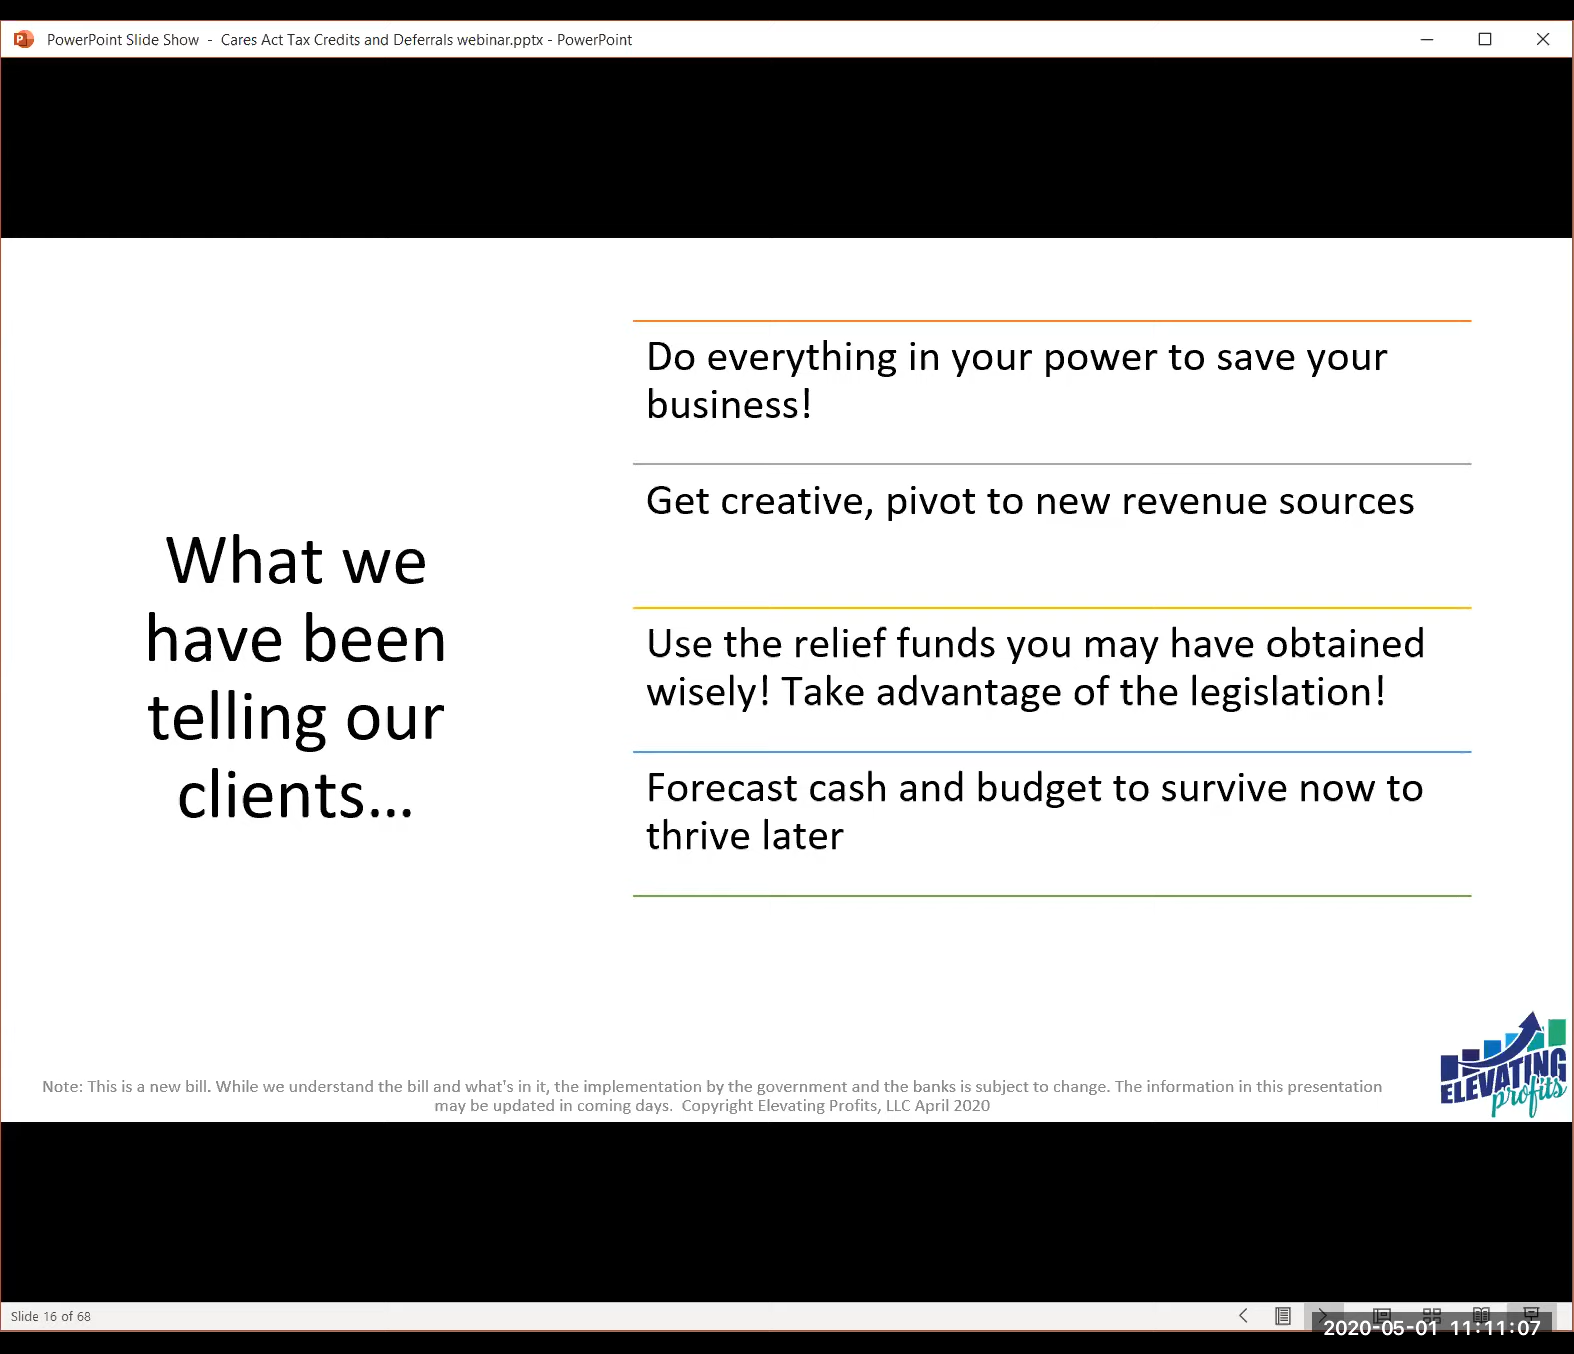 PowerPoint Slide Show - Cares Act Tax Credits and Deferrals webinar.pptx - PowerPoint
What we
have been
telling our
clients...
Do everything in your power to save your
business!
Get creative, pivot to new revenue sources
Use the relief funds you may have obtained
wisely! Take advantage of the legislation!
Forecast cash and budget to survive now to
thrive later
Note: This is a new bill. While we understand the bill and what's in it, the implementation by the government and the banks is subject to change. The information in this presentation
may be updated in coming days. Copyright Elevating Profits, LLC April 2020
ELEVATING
profits
Slide 16 of 68
2020-05-01 11:11:07